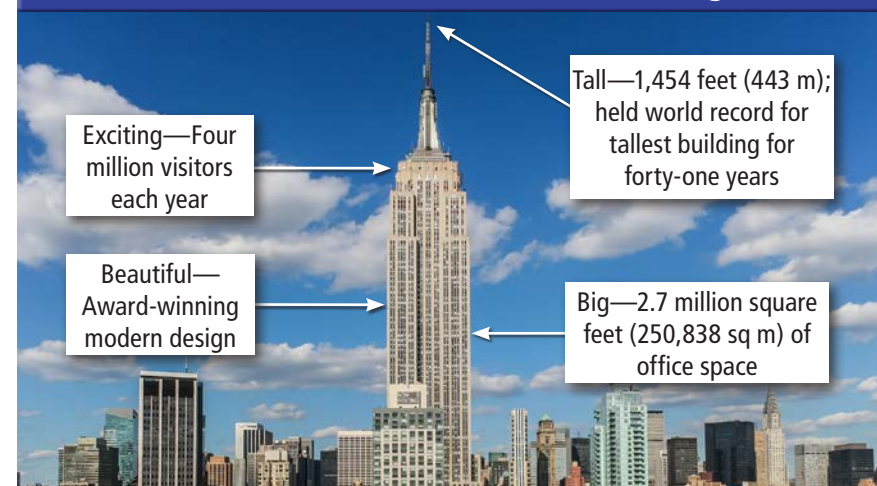 Exciting—Four
million visitors
each year
Tall—1,454 feet (443 m);
held world record for
tallest building for
forty-one years
Beautiful—
Award-winning
modern design
Big—2.7 million square
feet (250,838 sq m) of
office space